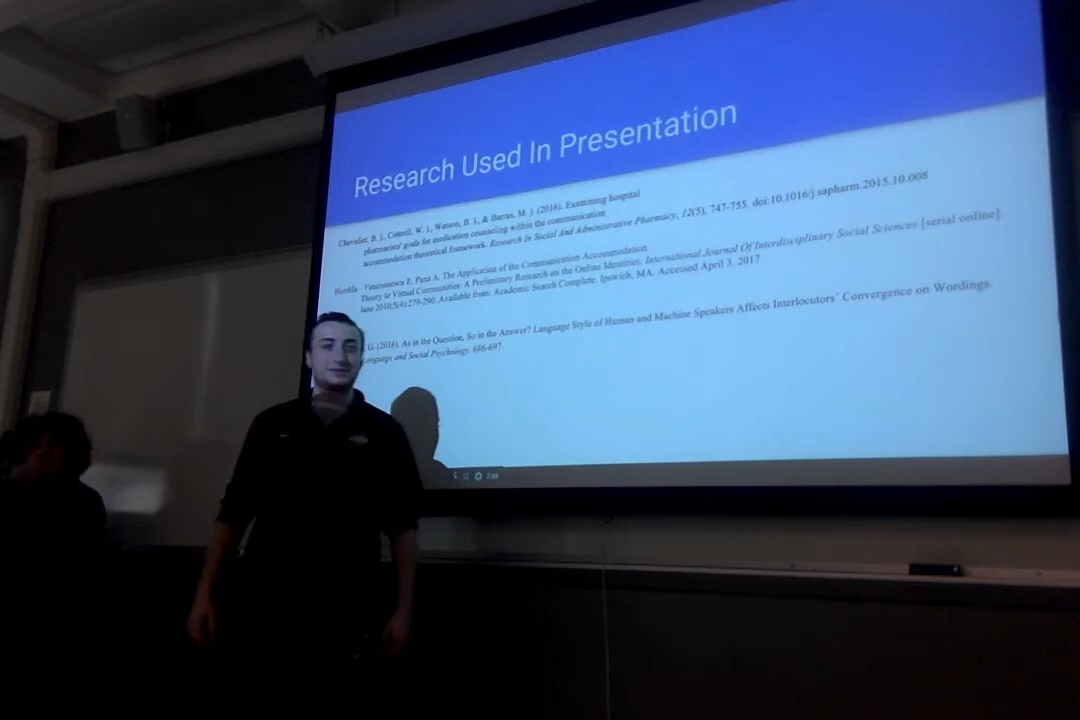 Research Used In Presentation
Chevalier, B. ), Cottrell, W. ), Watson, B. )., & Barras, M. ). (2016). Examining hospital
pharmacists' goals for medication counseling within the communication
accommodation theoretical framework. Research In Social And Administrative Pharmacy, 12(5), 747-755. doi:10.1016/j.sapharm.2015.10.008
E, Pana A. The Application of the Communication Accommodation
Theory to Virtual Communities: A Preliminary Research on the Online Identities. International Journal Of Interdisciplinary Social Sciences [serial online].
June 2010;5(4):279-290. Available from: Academic Search Complete, Ipswich, MA. Accessed April 3, 2017.
G. (2016). As in the Question, So in the Answer? Language Style of Human and Machine Speakers Affects Interlocutors' Convergence on Wordings.
Language and Social Psychology, 686-697.